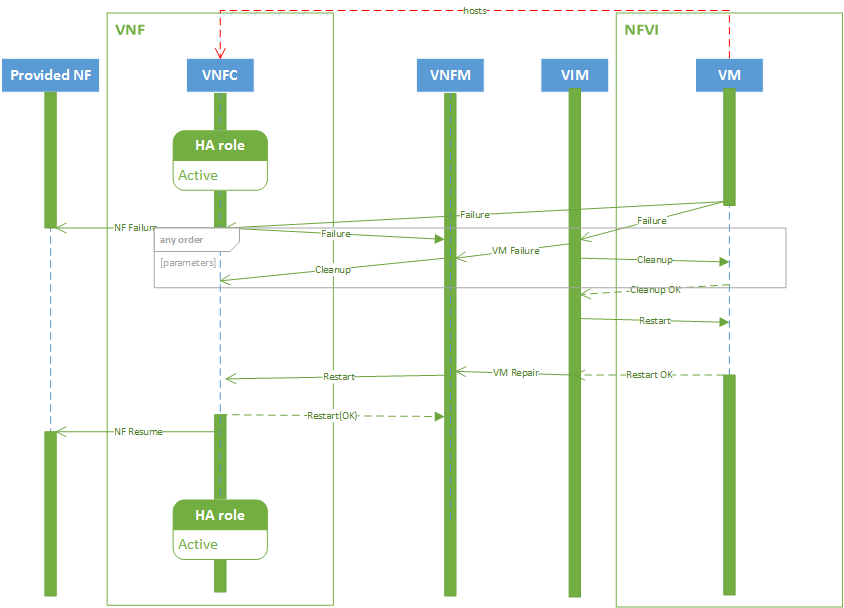 hosts
VNF
NFVI
Provided NF
VNFC
VNFM
VIM
VM
HA role
Active
Failure
Failure
NF Failure
Failure
any order
VM Failure
Cleanup
[parameters]
Cleanup
Cleanup OK
Restart
Restart
VM Repair
Restart OK
Restart(OK)
NF Resume
HA role
Active